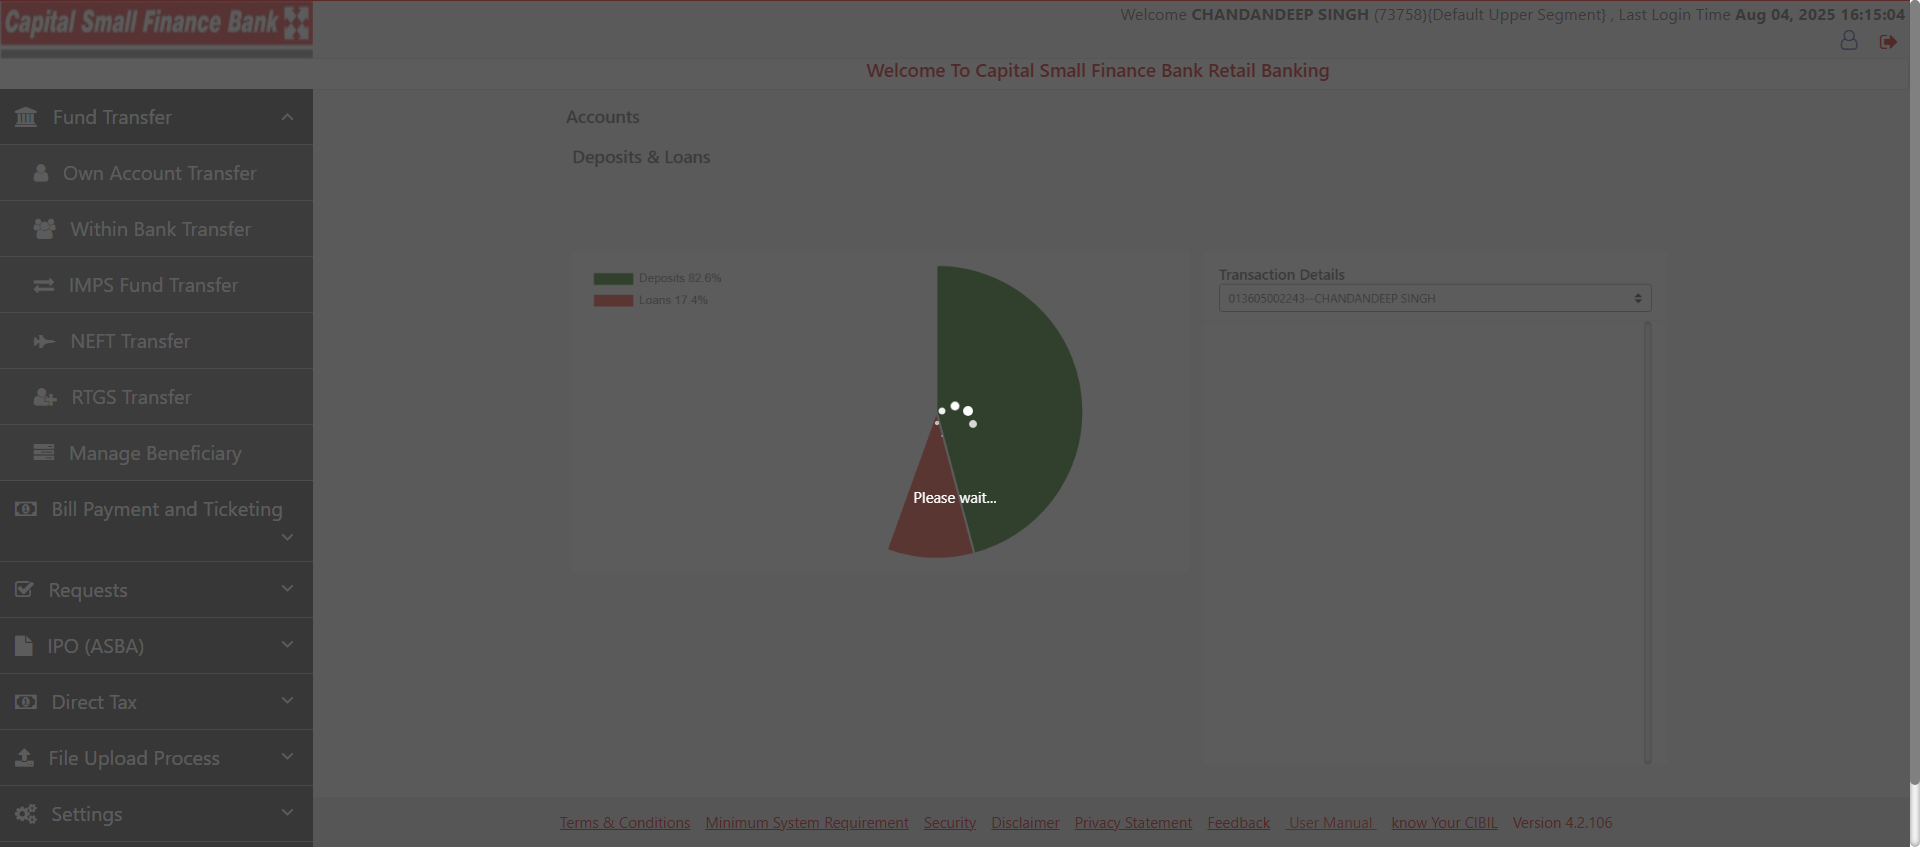 Capital Small Finance Bank
Welcome CHANDANDEEP SINGH (73758){Default Upper Segment} , Last Login Time Aug 04, 2025 16:15:04
Welcome To Capital Small Finance Bank Retail Banking
Fund Transfer
Own Account Transfer
Within Bank Transfer
IMPS Fund Transfer
NEFT Transfer
RTGS Transfer
Manage Beneficiary
Bill Payment and Ticketing
Requests
IPO (ASBA)
Direct Tax
File Upload Process
Settings
Accounts
Deposits & Loans
Deposits 82.6%
Loans 17.4%
Please wait...
Transaction Details
013605002243--CHANDANDEEP SINGH
Terms & Conditions Minimum System Requirement Security Disclaimer Privacy Statement Feedback User Manual know Your CIBIL Version 4.2.106